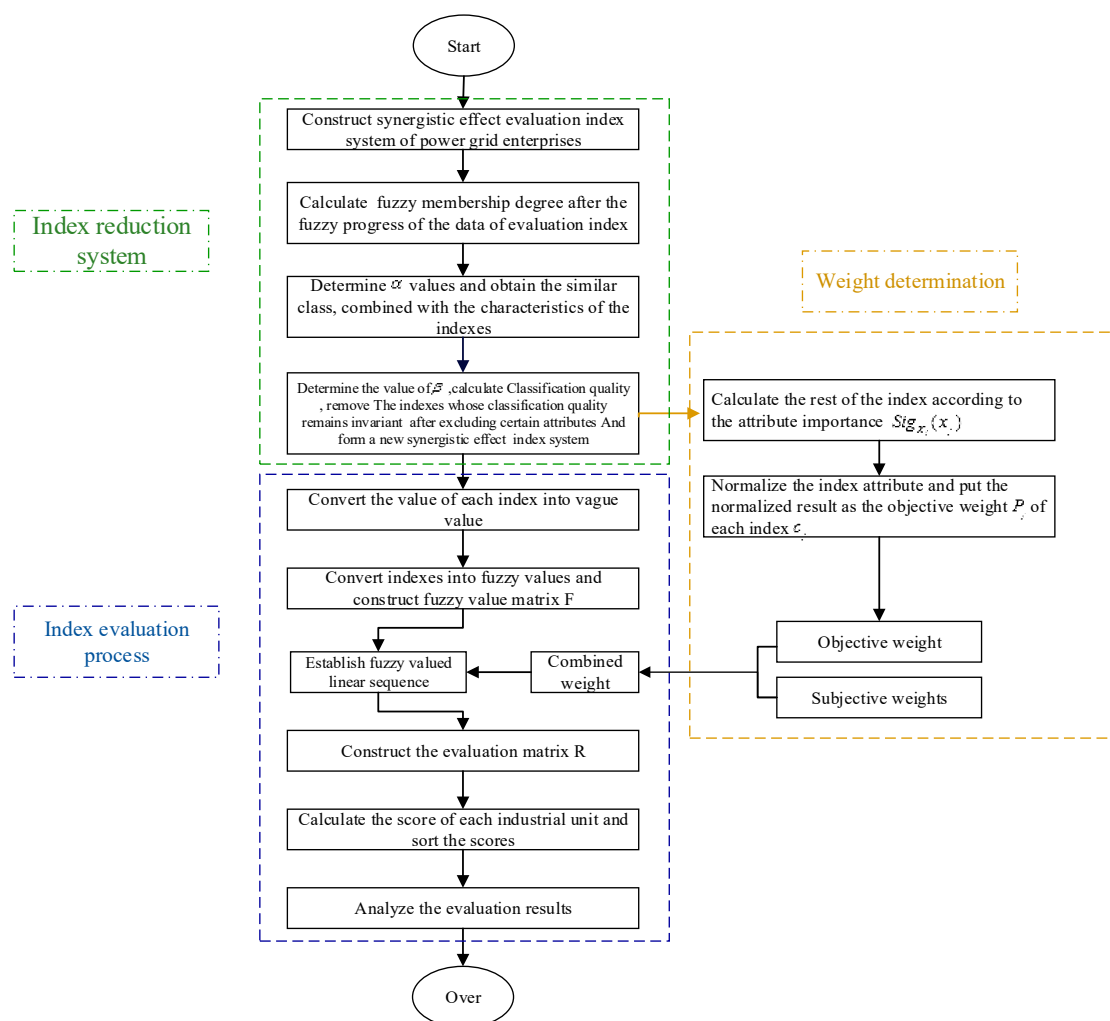 Start
Construct synergistic effect evaluation index
system of power grid enterprises
Calculate fuzzy membership degree after the
fuzzy progress of the data of evaluation index
Index reduction
system
Determine α values and obtain the similar
class, combined with the characteristics of the
indexes
Weight determination
Determine the value of β ,calculate Classification quality
, remove The indexes whose classification quality
remains invariant after excluding certain attributes And
form a new synergistic effect index system
Calculate the rest of the index according to
the attribute importance Sig_{x_i}(x_i)
Normalize the index attribute and put the
normalized result as the objective weight P_i of
each index c_i
Convert the value of each index into vague
value
Convert indexes into fuzzy values and
construct fuzzy value matrix F
Index evaluation
process
Establish fuzzy valued
linear sequence
Combined
weight
Objective weight
Subjective weights
Construct the evaluation matrix R
Calculate the score of each industrial unit and
sort the scores
Analyze the evaluation results
Over